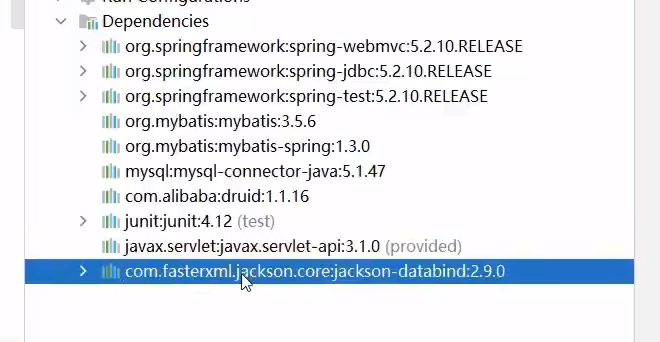 Run Configurations
Dependencies
org.springframework:spring-webmvc:5.2.10.RELEASE
org.springframework:spring-jdbc:5.2.10.RELEASE
org.springframework:spring-test:5.2.10.RELEASE
org.mybatis:mybatis:3.5.6
org.mybatis:mybatis-spring:1.3.0
mysql:mysql-connector-java:5.1.47
com.alibaba:druid:1.1.16
junit:junit:4.12 (test)
javax.servlet:javax.servlet-api:3.1.0 (provided)
com.fasterxml.jackson.core:jackson-databind:2.9.0